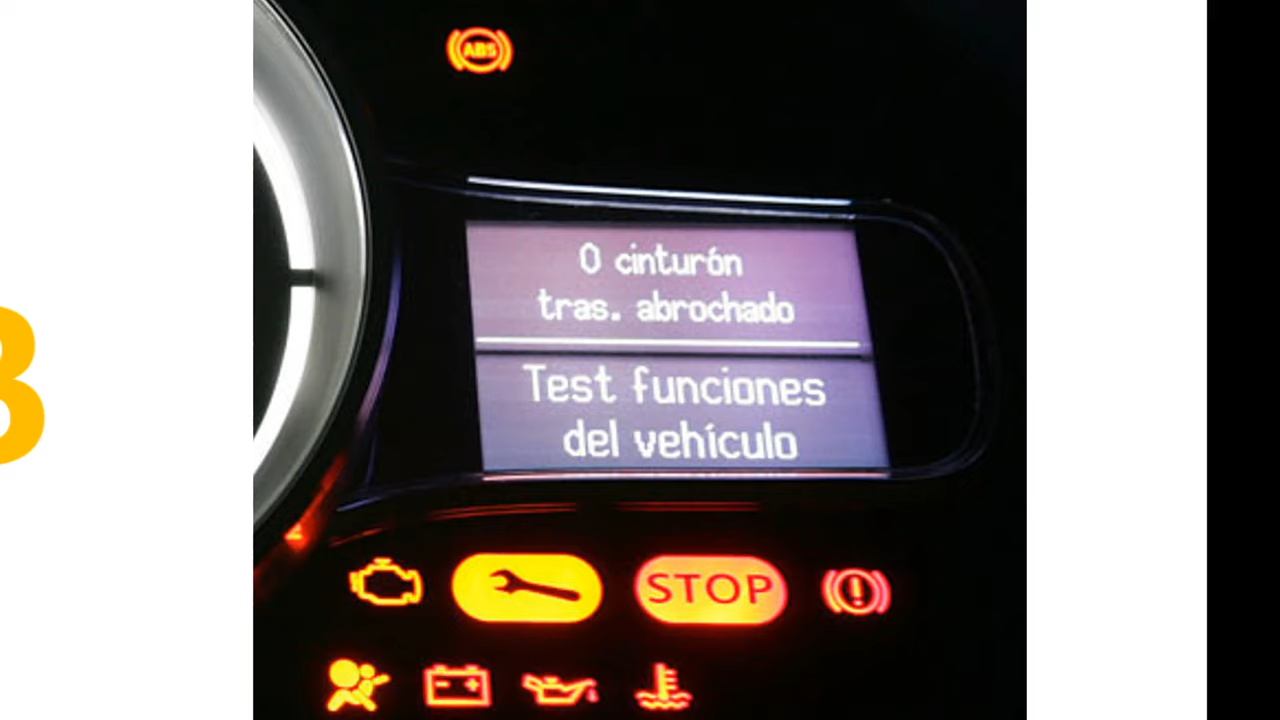 ABS
0 cinturón
tras. abrochado
Test funciones
del vehículo
STOP